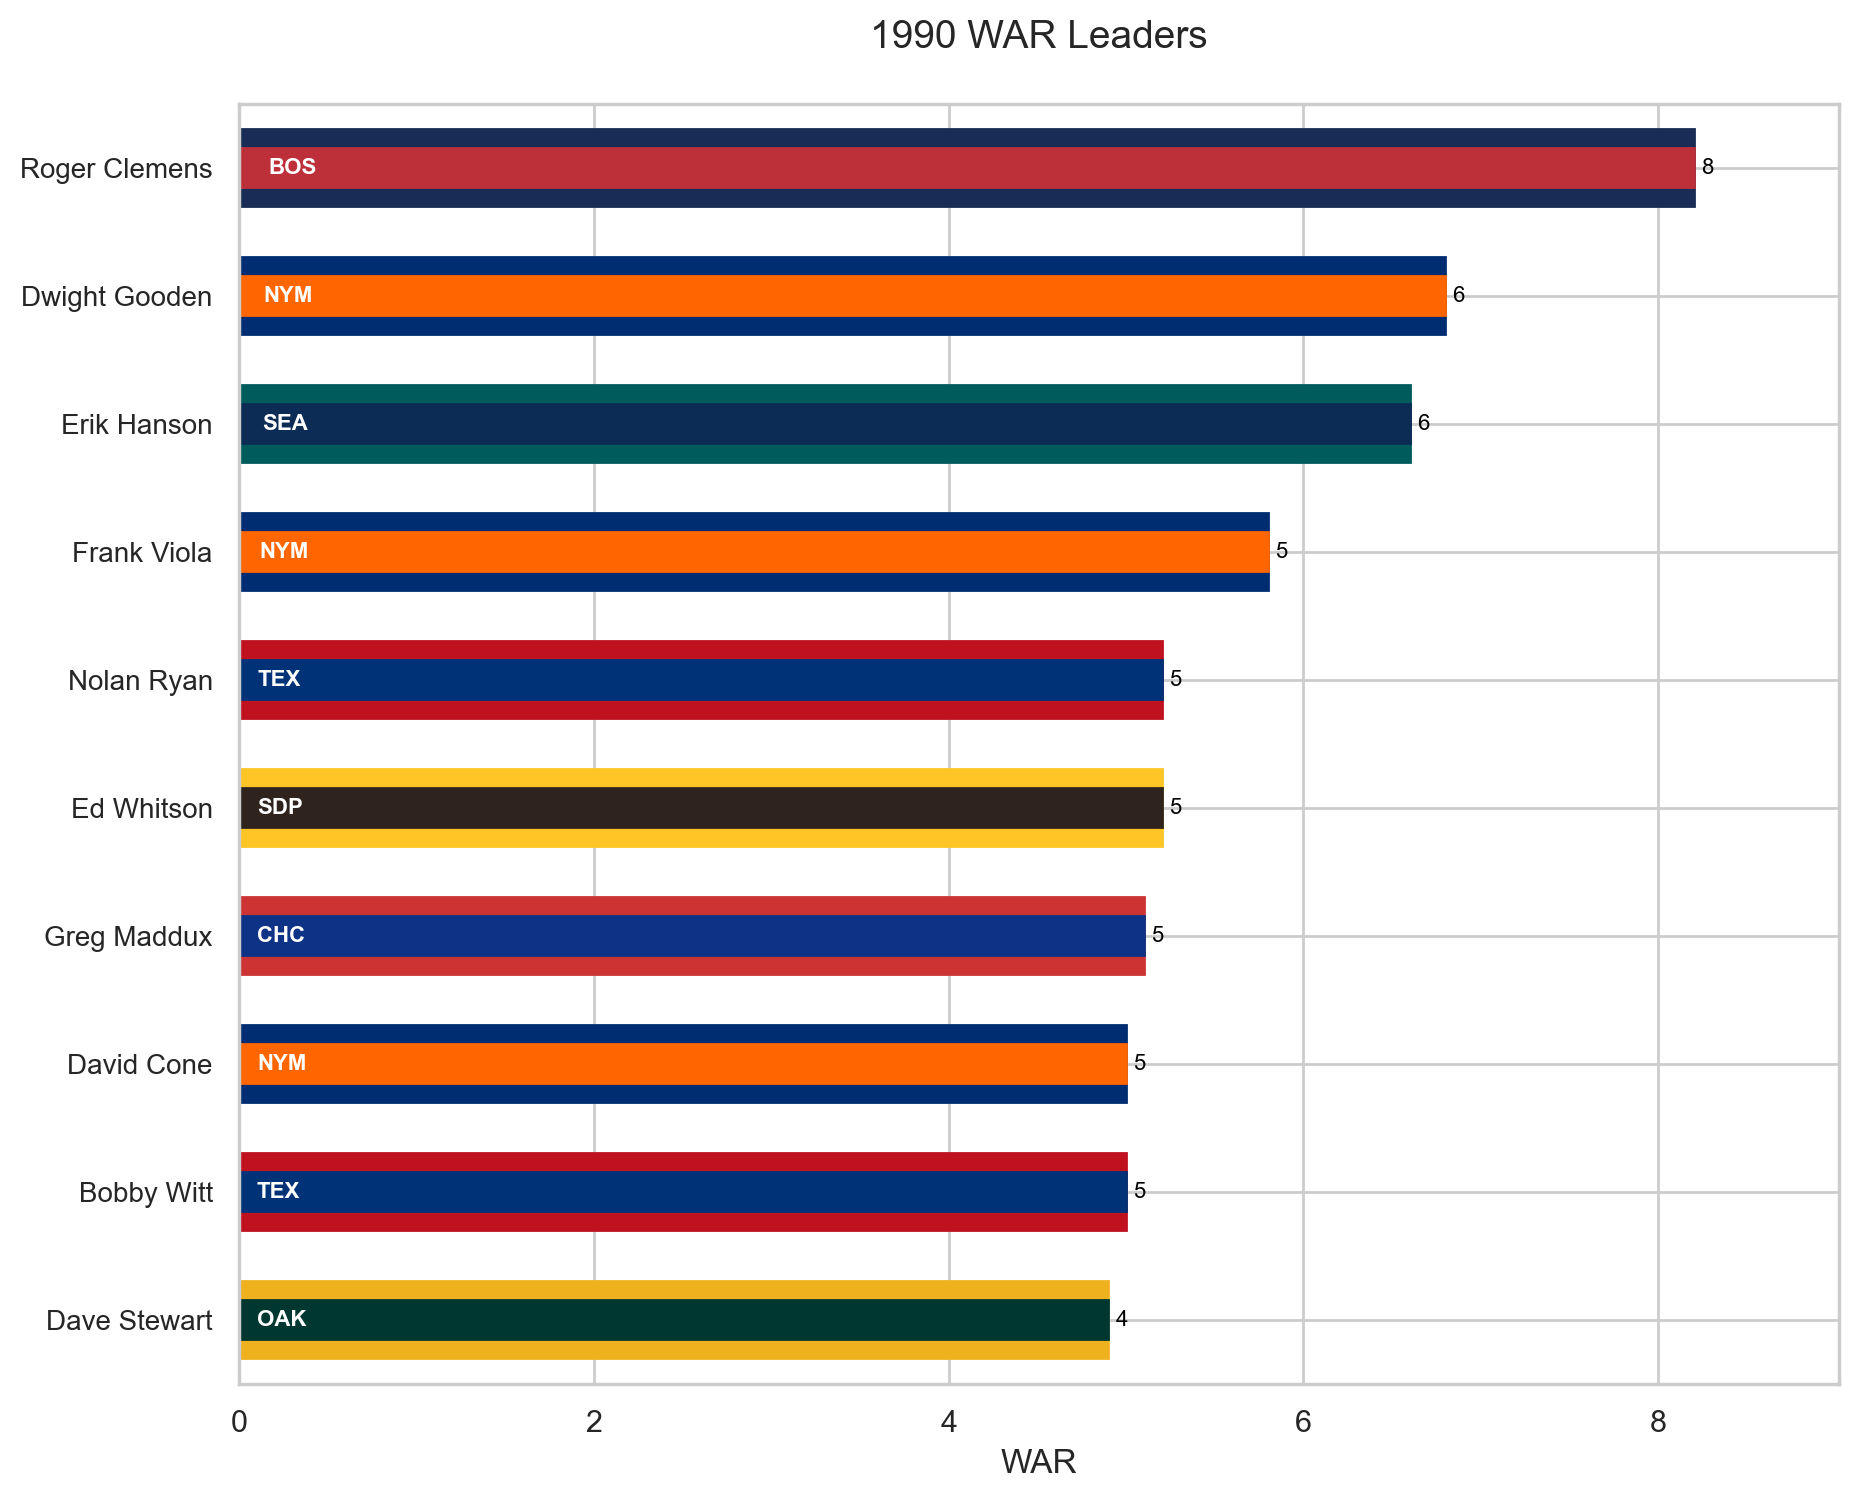 1990 WAR Leaders
Roger Clemens BOS 8
Dwight Gooden NYM 6
Erik Hanson SEA 6
Frank Viola NYM 5
Nolan Ryan TEX 5
Ed Whitson SDP 5
Greg Maddux CHC 5
David Cone NYM 5
Bobby Witt TEX 5
Dave Stewart OAK 4
0 2 4 6 8
WAR